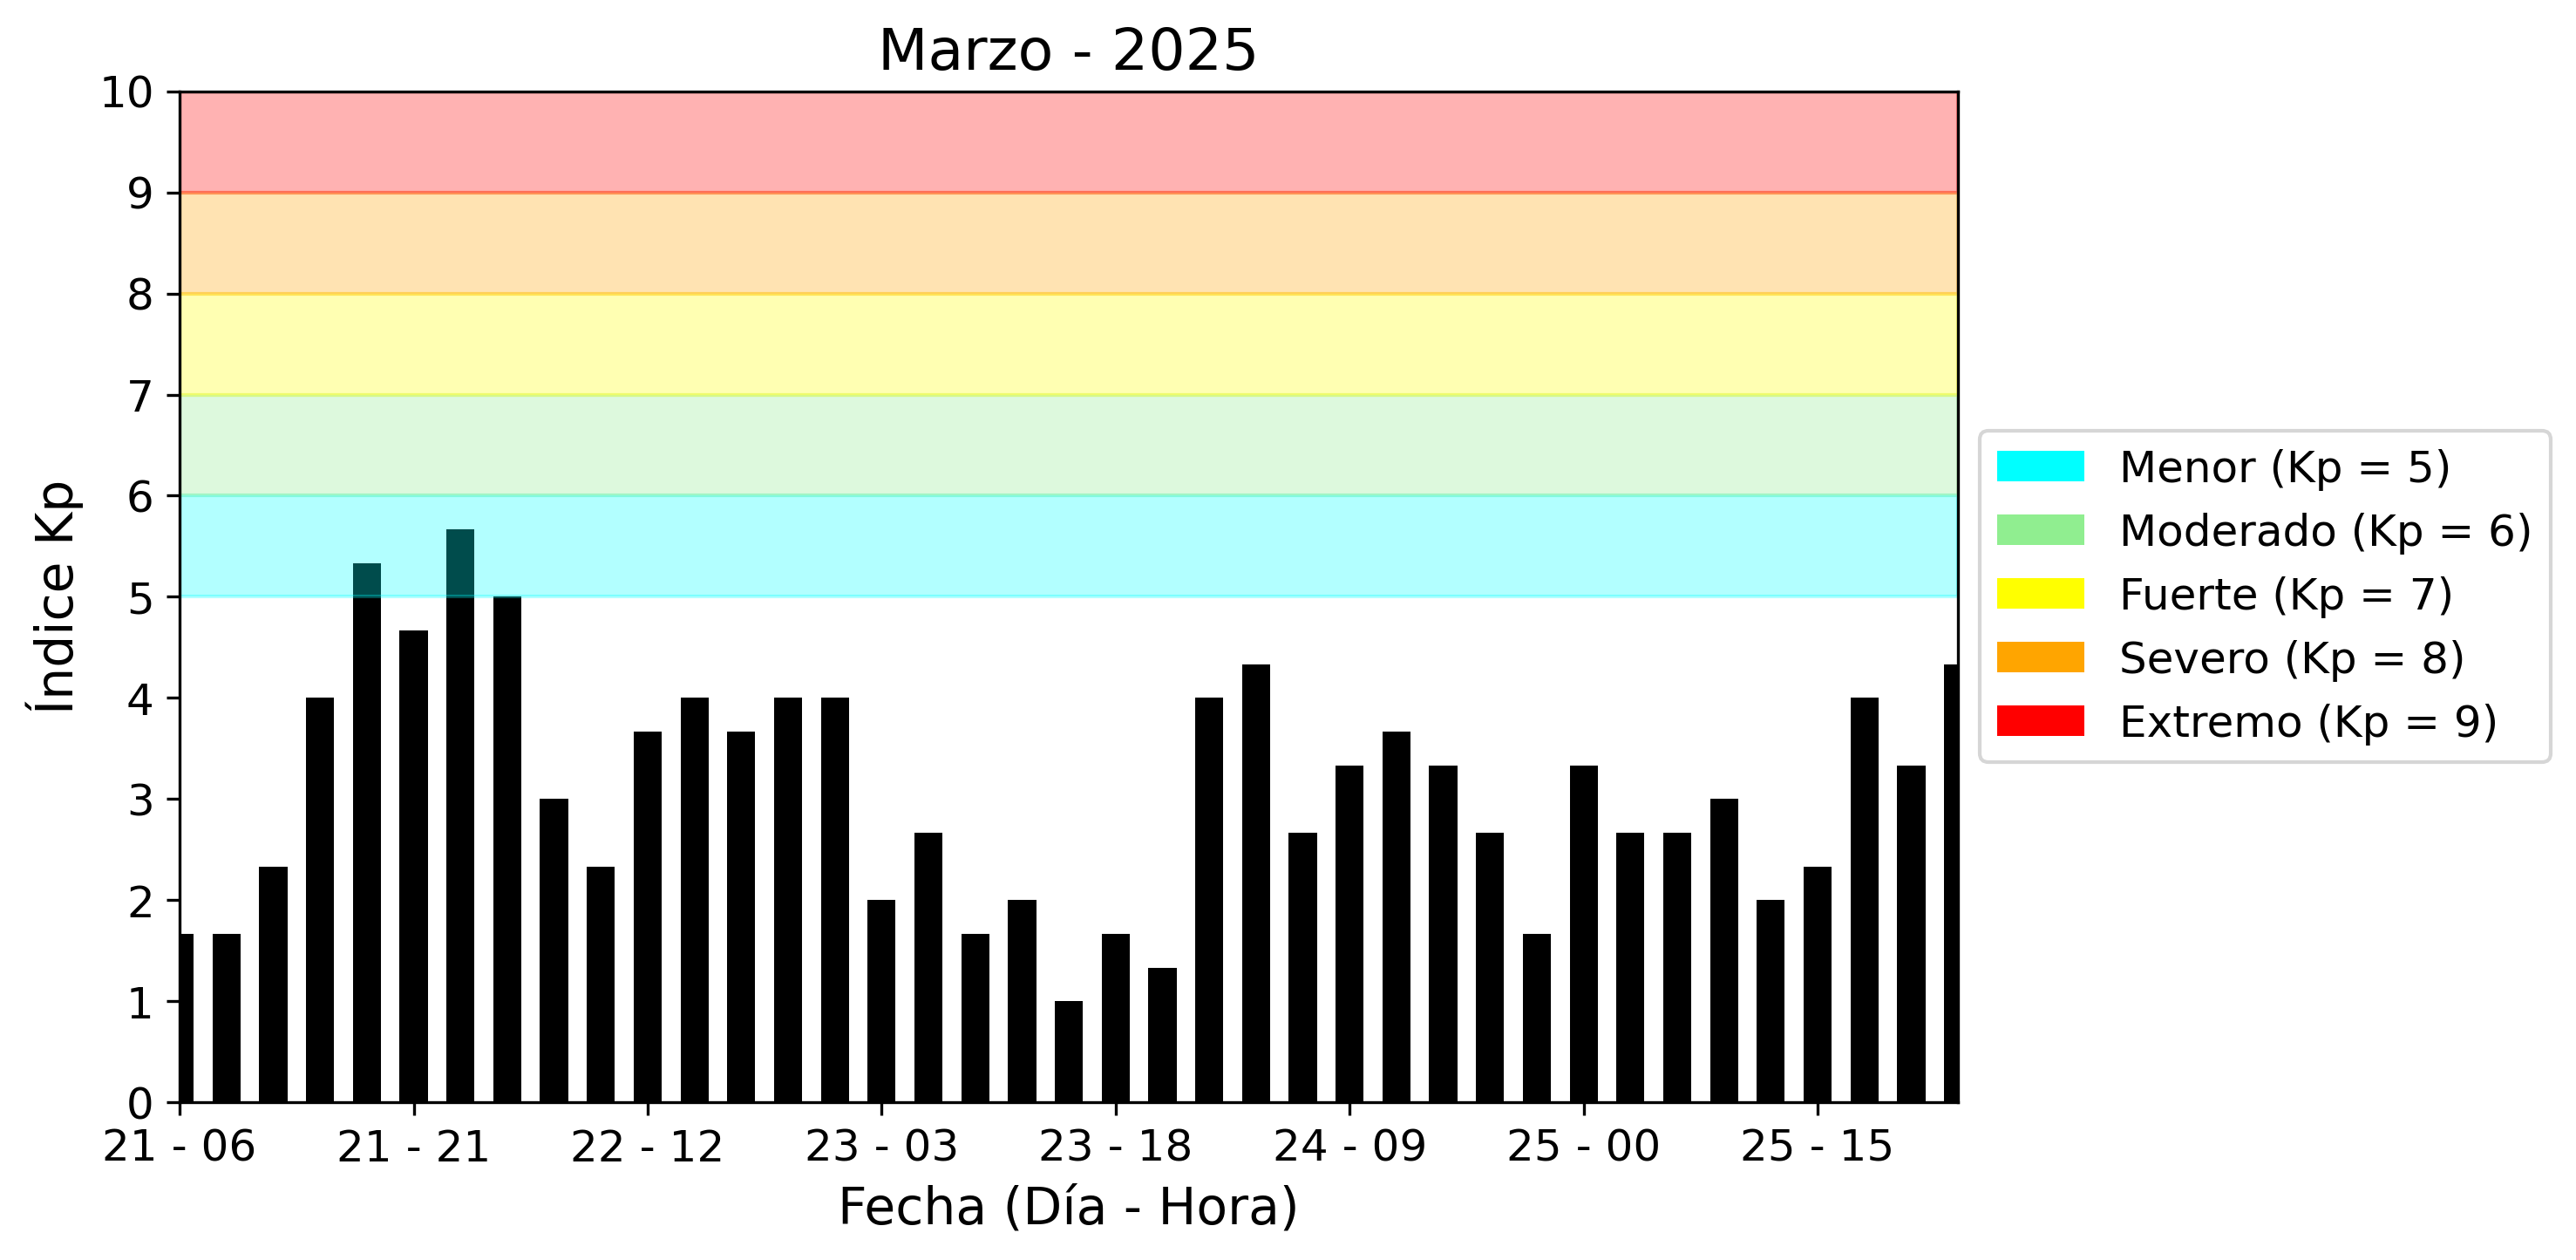 Marzo - 2025
Índice Kp
10
9
8
7
6
5
4
3
2
1
0
21 - 06
21 - 21
22 - 12
23 - 03
23 - 18
24 - 09
25 - 00
25 - 15
Fecha (Día - Hora)
Menor (Kp = 5)
Moderado (Kp = 6)
Fuerte (Kp = 7)
Severo (Kp = 8)
Extremo (Kp = 9)